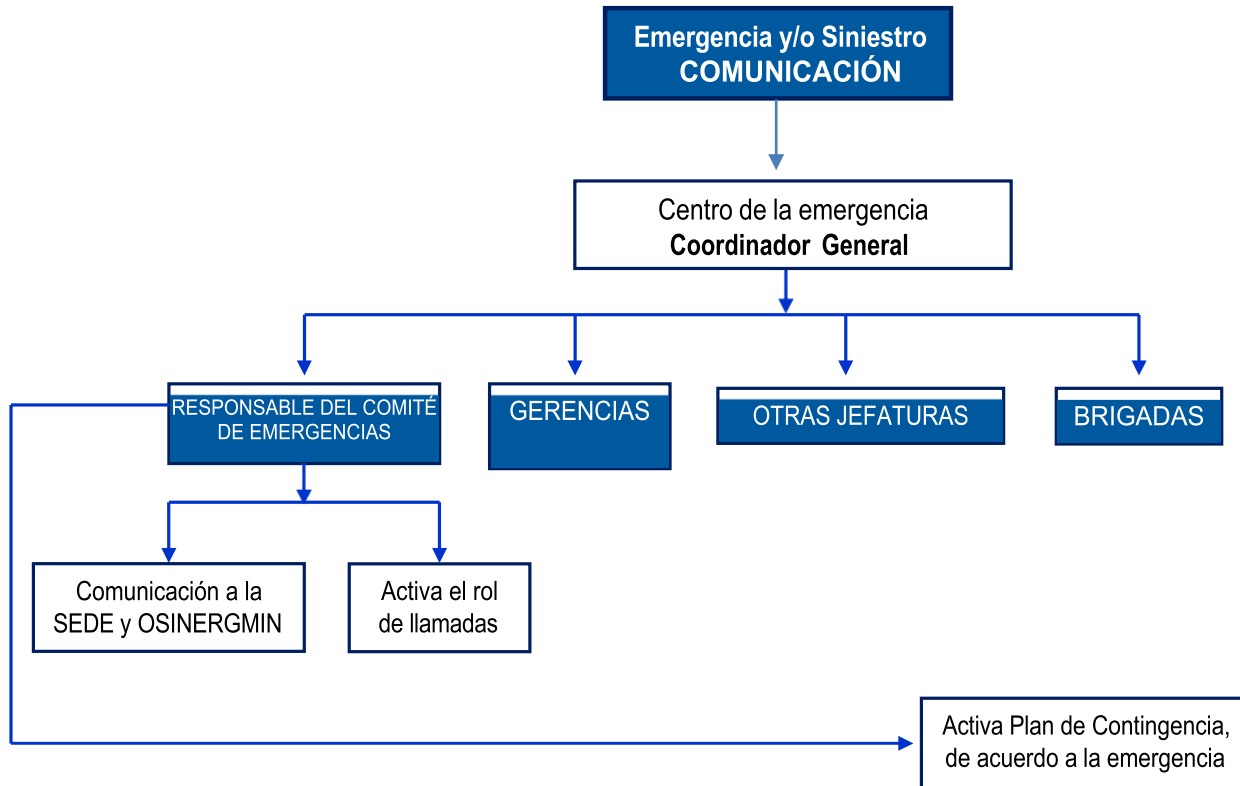 Emergencia y/o Siniestro
COMUNICACIÓN
Centro de la emergencia
Coordinador General
RESPONSABLE DEL COMITÉ
DE EMERGENCIAS
GERENCIAS
OTRAS JEFATURAS
BRIGADAS
Comunicación a la
SEDE y OSINERGMIN
Activa el rol
de llamadas
Activa Plan de Contingencia,
de acuerdo a la emergencia